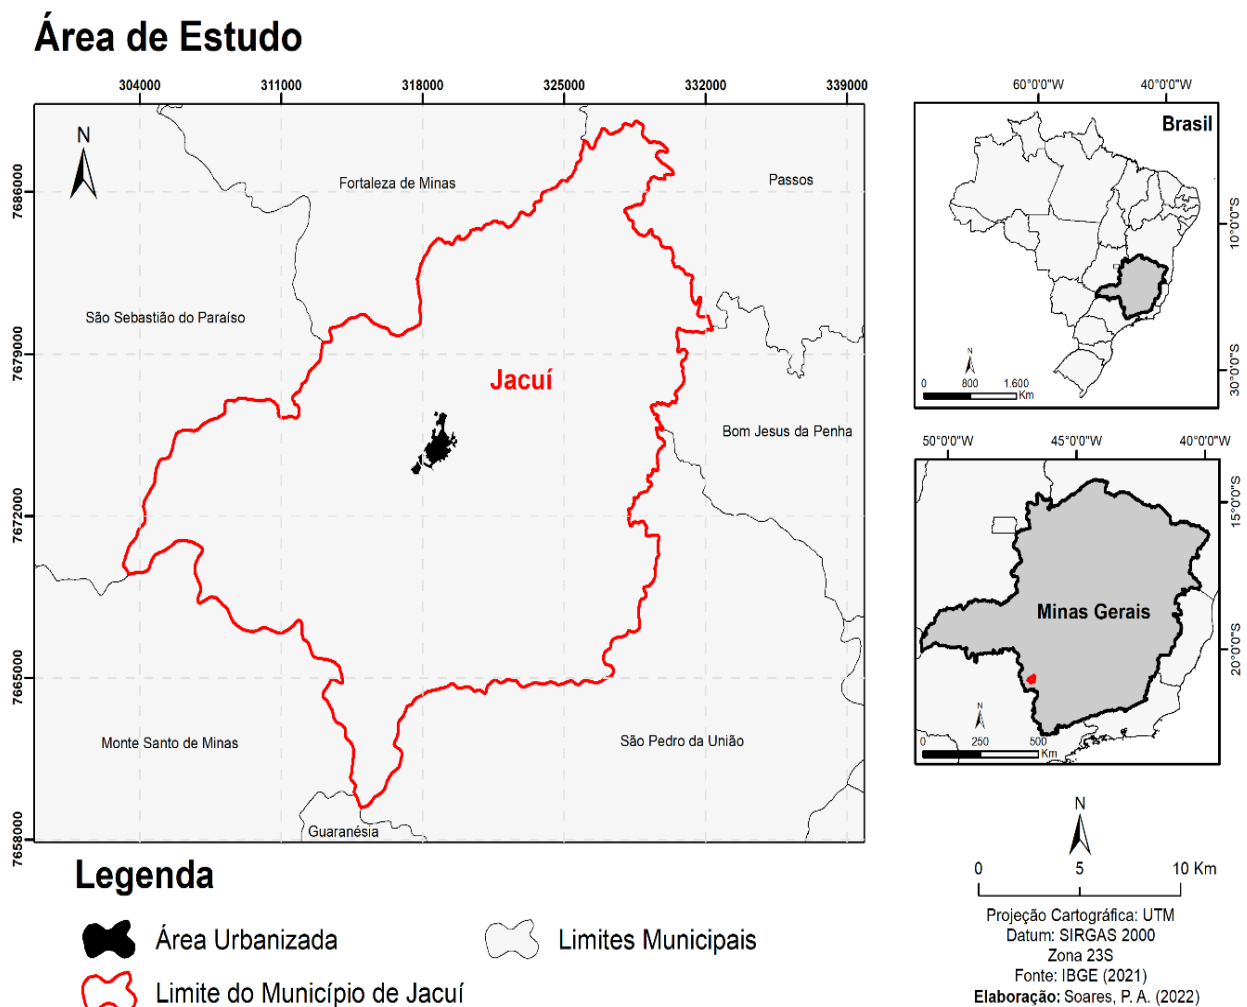 Área de Estudo
304000
311000
318000
325000
332000
339000
7686000
7679000
7672000
7665000
7658000
N
Fortaleza de Minas
Passos
São Sebastião do Paraíso
Jacuí
Bom Jesus da Penha
Monte Santo de Minas
São Pedro da União
Guaranésia
60°0'0"W
40°0'0"W
Brasil
10°0'0"S
30°0'0"S
N
0 800 1.600
Km
50°0'0"W
45°0'0"W
40°0'0"W
15°0'0"S
20°0'0"S
Minas Gerais
N
0 250 500
Km
Legenda
Área Urbanizada
Limites Municipais
Limite do Município de Jacuí
N
0 5 10 Km
Projeção Cartográfica: UTM
Datum: SIRGAS 2000
Zona 23S
Fonte: IBGE (2021)
Elaboração: Soares, P. A. (2022)